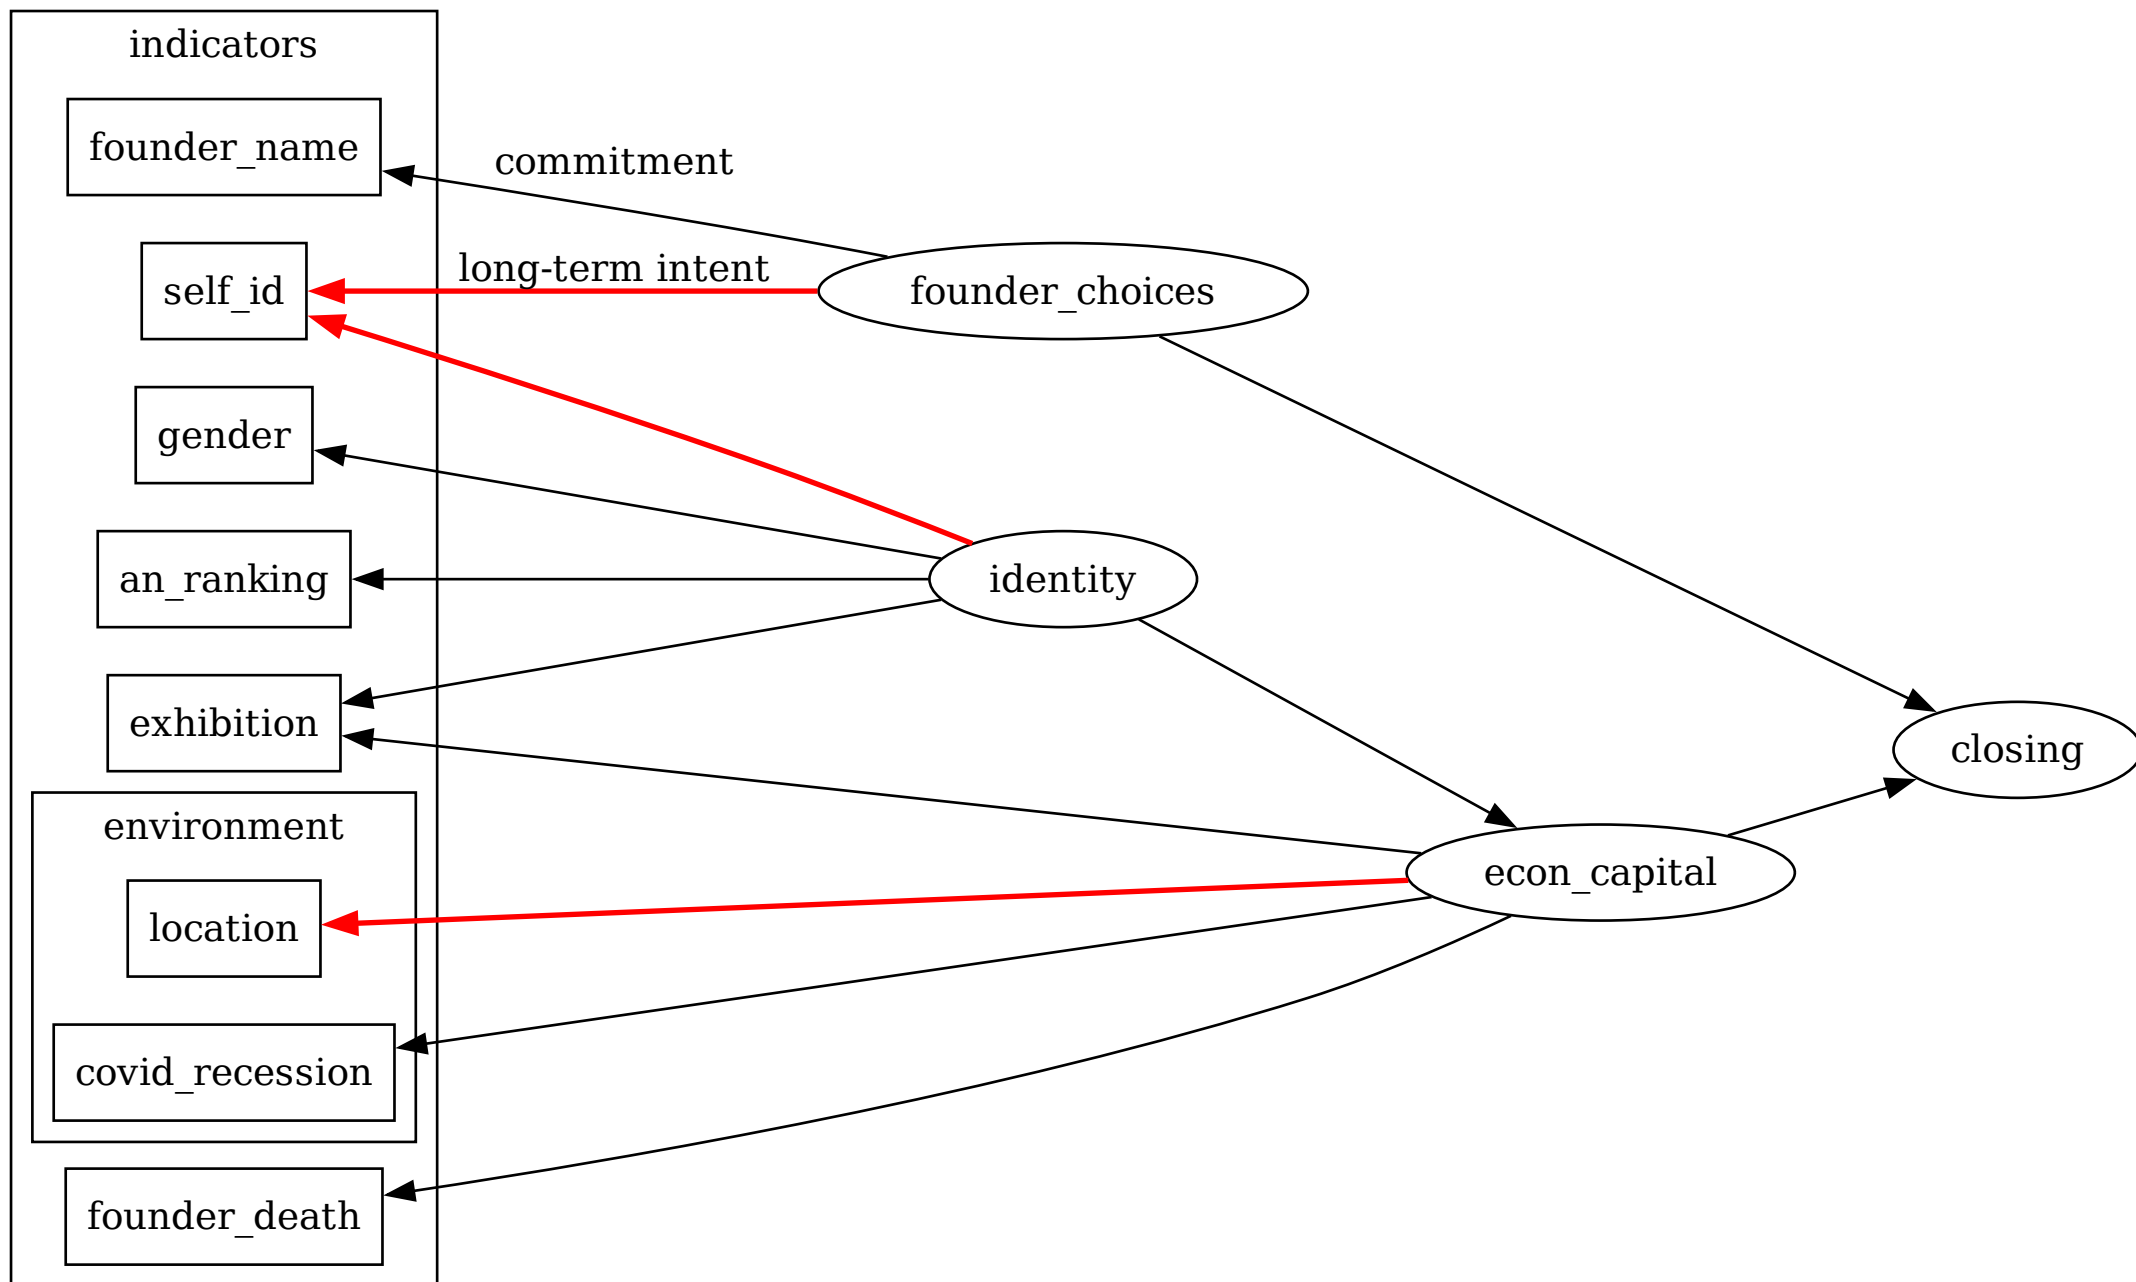 indicators
founder_name
commitment
self_id
long-term intent
founder_choices
gender
an_ranking
identity
exhibition
closing
environment
econ_capital
location
covid_recession
founder_death